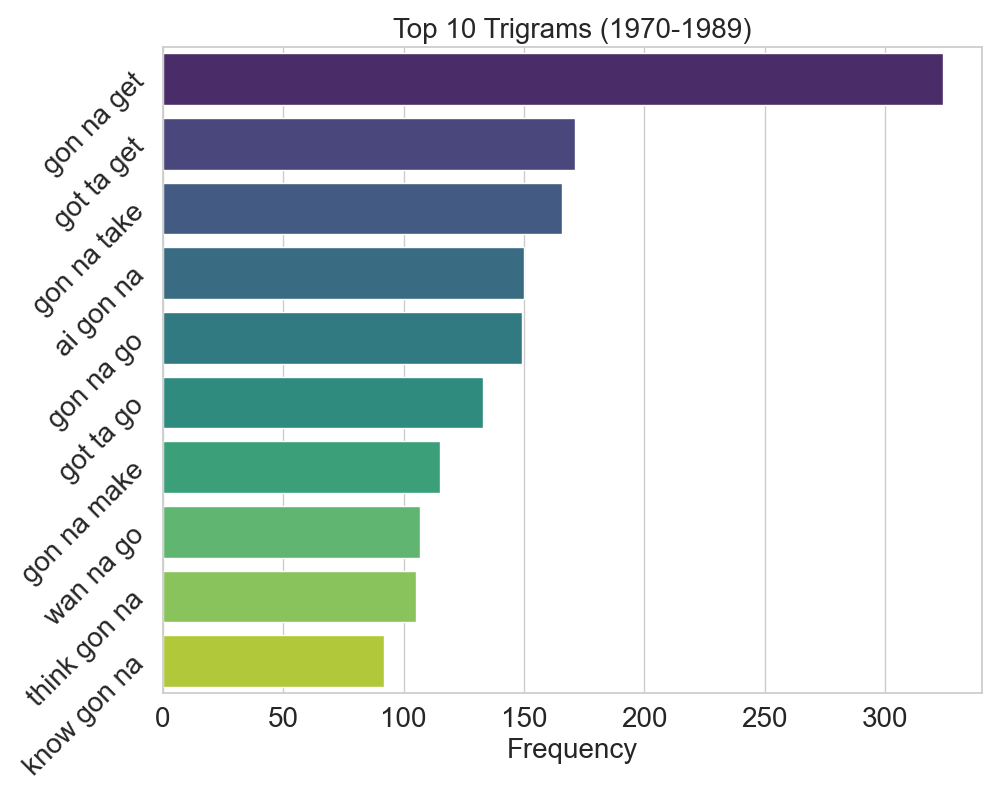 Top 10 Trigrams (1970-1989)
gon na get
got ta get
gon na take
ai gon na
gon na go
got ta go
gon na make
wan na go
think gon na
know gon na
0 50 100 150 200 250 300
Frequency